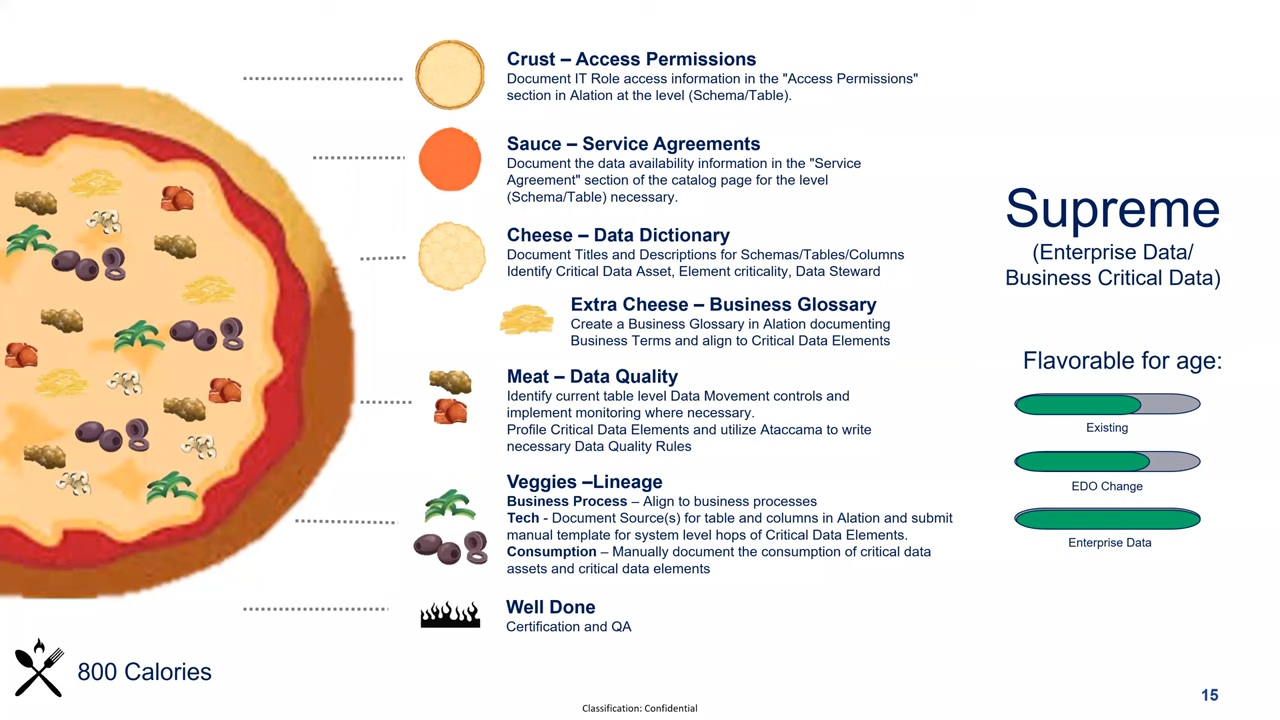 Crust – Access Permissions
Document IT Role access information in the "Access Permissions"
section in Alation at the level (Schema/Table).
Sauce – Service Agreements
Document the data availability information in the "Service
Agreement" section of the catalog page for the level
(Schema/Table) necessary.
Cheese – Data Dictionary
Document Titles and Descriptions for Schemas/Tables/Columns
Identify Critical Data Asset, Element criticality, Data Steward
Extra Cheese – Business Glossary
Create a Business Glossary in Alation documenting
Business Terms and align to Critical Data Elements
Meat – Data Quality
Identify current table level Data Movement controls and
implement monitoring where necessary.
Profile Critical Data Elements and utilize Ataccama to write
necessary Data Quality Rules
Veggies –Lineage
Business Process – Align to business processes
Tech - Document Source(s) for table and columns in Alation and submit
manual template for system level hops of Critical Data Elements.
Consumption – Manually document the consumption of critical data
assets and critical data elements
Well Done
Certification and QA
Supreme
(Enterprise Data/
Business Critical Data)
Flavorable for age:
Existing
EDO Change
Enterprise Data
800 Calories
Classification: Confidential
15